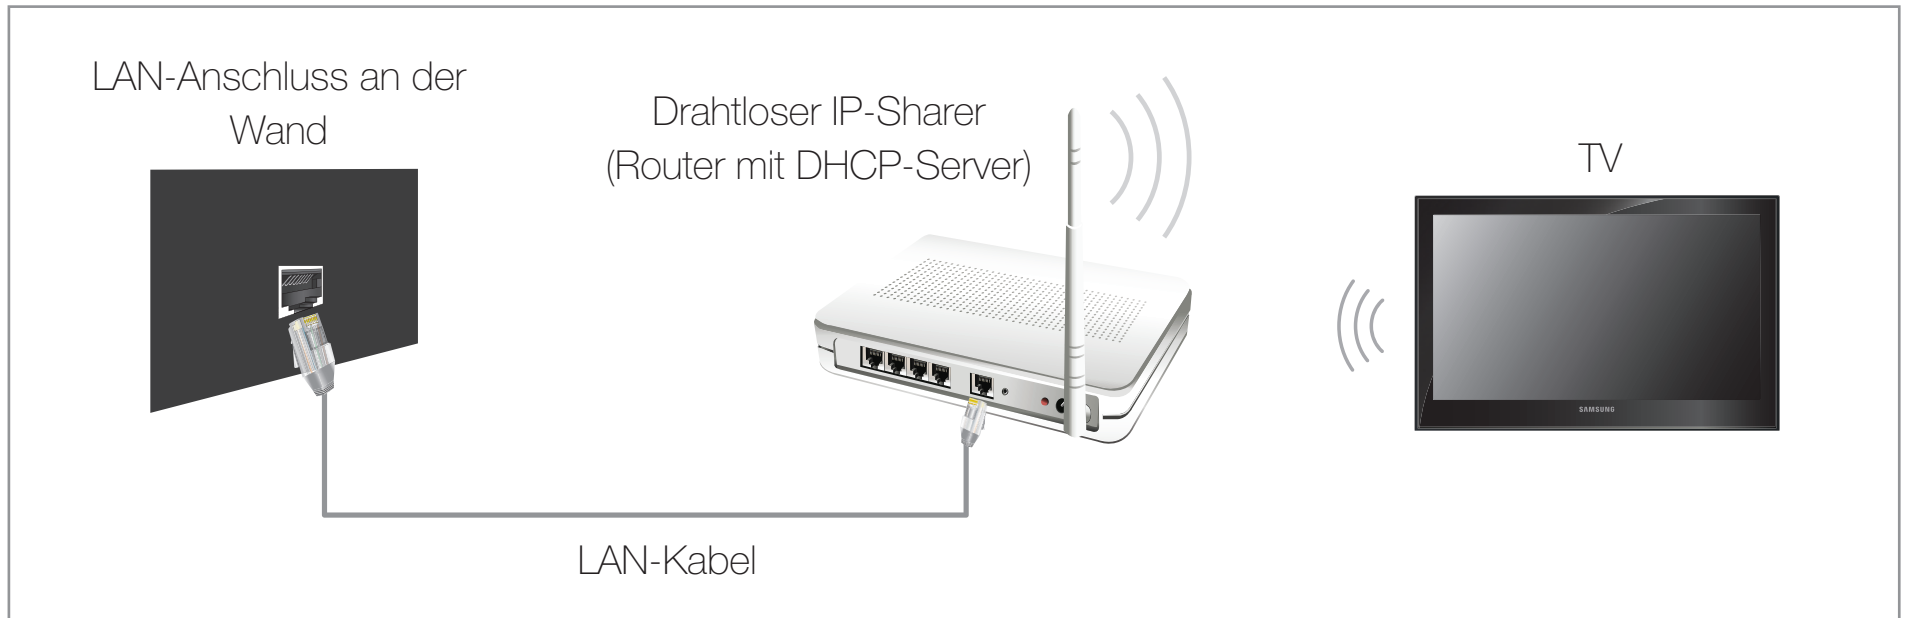 LAN-Anschluss an der
Wand
Drahtloser IP-Sharer
(Router mit DHCP-Server)
TV
SAMSUNG
LAN-Kabel